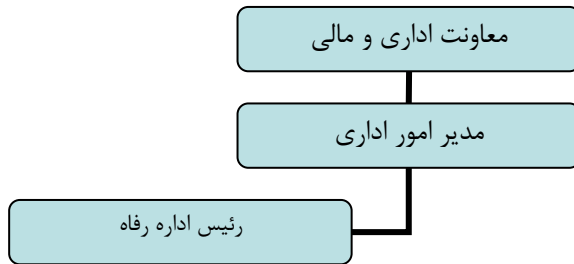 معاونت اداری و مالی
مدیر امور اداری
رئیس اداره رفاه